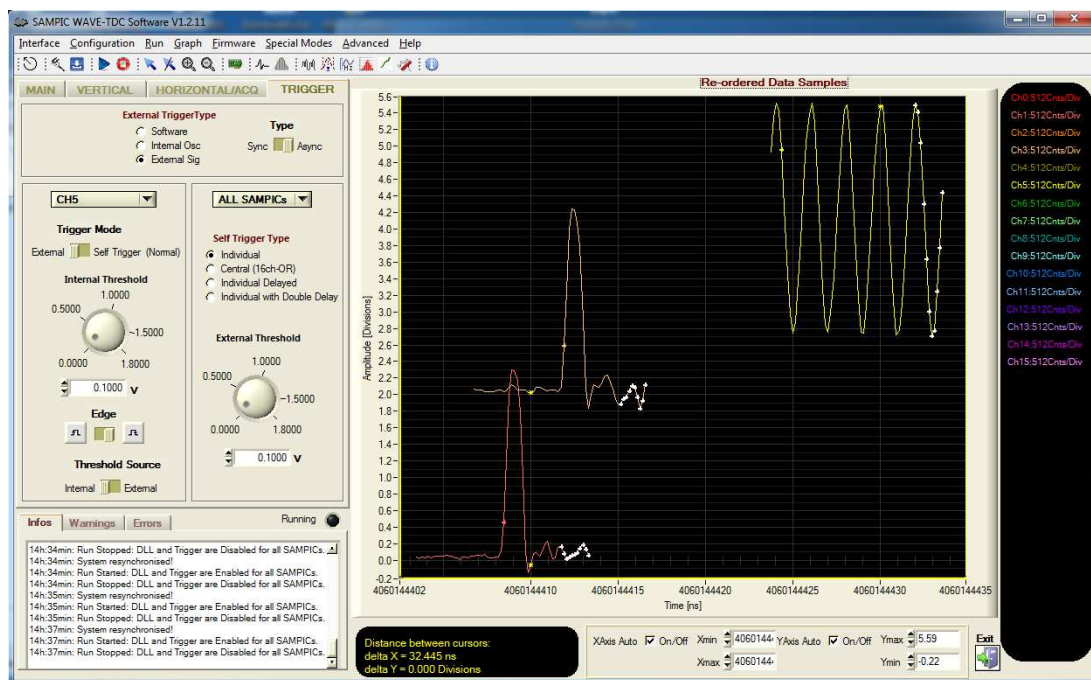 SAMPIC WAVE-TDC Software V1.2.11
Interface Configuration Run Graph Firmware Special Modes Advanced Help
MAIN VERTICAL HORIZONTAL/ACQ TRIGGER
External TriggerType
Software
Internal Osc
External Sig
Type
Sync Async
CH5
Trigger Mode
External Self Trigger (Normal)
Internal Threshold
1.0000
0.5000
1.5000
0.0000 1.8000
0.1000 V
Edge
Threshold Source
Internal External
ALL SAMPICs
Self Trigger Type
Individual
Central (16ch-OR)
Individual Delayed
Individual with Double Delay
External Threshold
1.0000
0.5000
1.5000
0.0000 1.8000
0.1000 V
Infos Warnings Errors
Running
14h:34min: Run Stopped: DLL and Trigger are Disabled for all SAMPICs.
14h:34min: System resynchronised!
14h:34min: Run Started: DLL and Trigger are Enabled for all SAMPICs.
14h:34min: Run Stopped: DLL and Trigger are Disabled for all SAMPICs.
14h:35min: System resynchronised!
14h:35min: Run Started: DLL and Trigger are Enabled for all SAMPICs.
14h:35min: Run Stopped: DLL and Trigger are Disabled for all SAMPICs.
14h:37min: System resynchronised!
14h:37min: Run Started: DLL and Trigger are Enabled for all SAMPICs.
14h:37min: Run Stopped: DLL and Trigger are Disabled for all SAMPICs.
Re-ordered Data Samples
Amplitude [Divisions]
5.6
5.4
5.2
5.0
4.8
4.6
4.4
4.2
4.0
3.8
3.6
3.4
3.2
3.0
2.8
2.6
2.4
2.2
2.0
1.8
1.6
1.4
1.2
1.0
0.8
0.6
0.4
0.2
0.0
-0.2
4060144402 4060144410 4060144415 4060144420 4060144425 4060144430 4060144435
Time [ns]
Distance between cursors:
delta X = 32.445 ns
delta Y = 0.000 Divisions
XAxis Auto On/Off Xmin 4060144 YAxis Auto On/Off Ymax 5.59
Xmax 4060144 Ymin -0.22
Exit
Ch0:512Cnts/Div
Ch1:512Cnts/Div
Ch2:512Cnts/Div
Ch3:512Cnts/Div
Ch4:512Cnts/Div
Ch5:512Cnts/Div
Ch6:512Cnts/Div
Ch7:512Cnts/Div
Ch8:512Cnts/Div
Ch9:512Cnts/Div
Ch10:512Cnts/Div
Ch11:512Cnts/Div
Ch12:512Cnts/Div
Ch13:512Cnts/Div
Ch14:512Cnts/Div
Ch15:512Cnts/Div